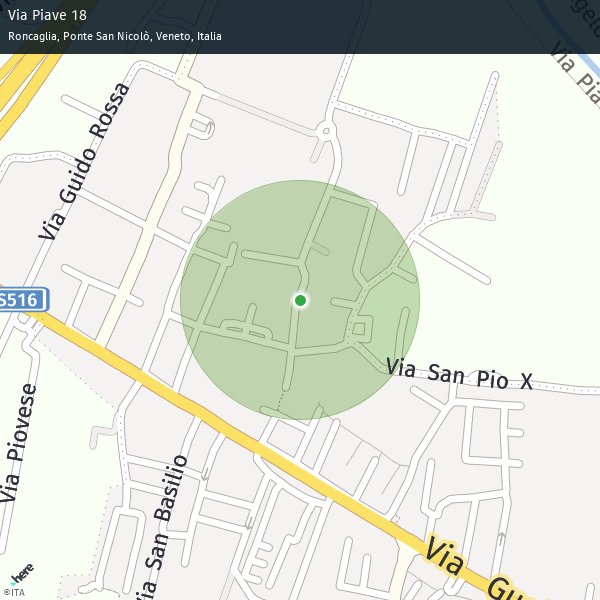 Via Piave 18
Roncaglia, Ponte San Nicolò, Veneto, Italia
Via Pia
Via Guido Rossa
S516
Via San Pio X
Via Piovese
Via San Basilio
Via Gu
here
©ITA